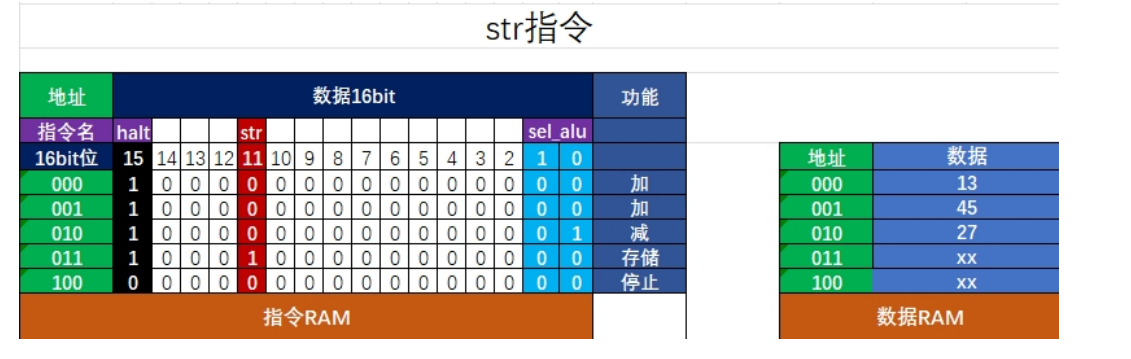 str指令
地址 数据16bit 功能
指令名 halt str sel_alu
16bit位 15 14 13 12 11 10 9 8 7 6 5 4 3 2 1 0 地址 数据
000 1 0 0 0 0 0 0 0 0 0 0 0 0 0 0 0 加 000 13
001 1 0 0 0 0 0 0 0 0 0 0 0 0 0 0 0 加 001 45
010 1 0 0 0 0 0 0 0 0 0 0 0 0 0 0 1 减 010 27
011 1 0 0 0 1 0 0 0 0 0 0 0 0 0 0 0 存储 011 xx
100 0 0 0 0 0 0 0 0 0 0 0 0 0 0 0 0 停止 100 xx
指令RAM 数据RAM